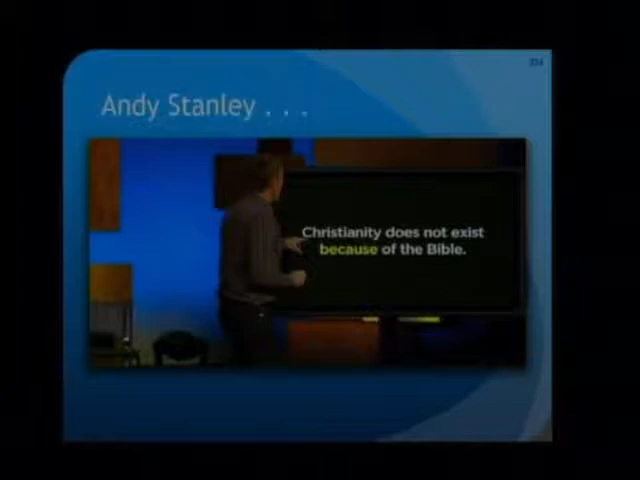 Andy Stanley . . .
Christianity does not exist
because of the Bible.